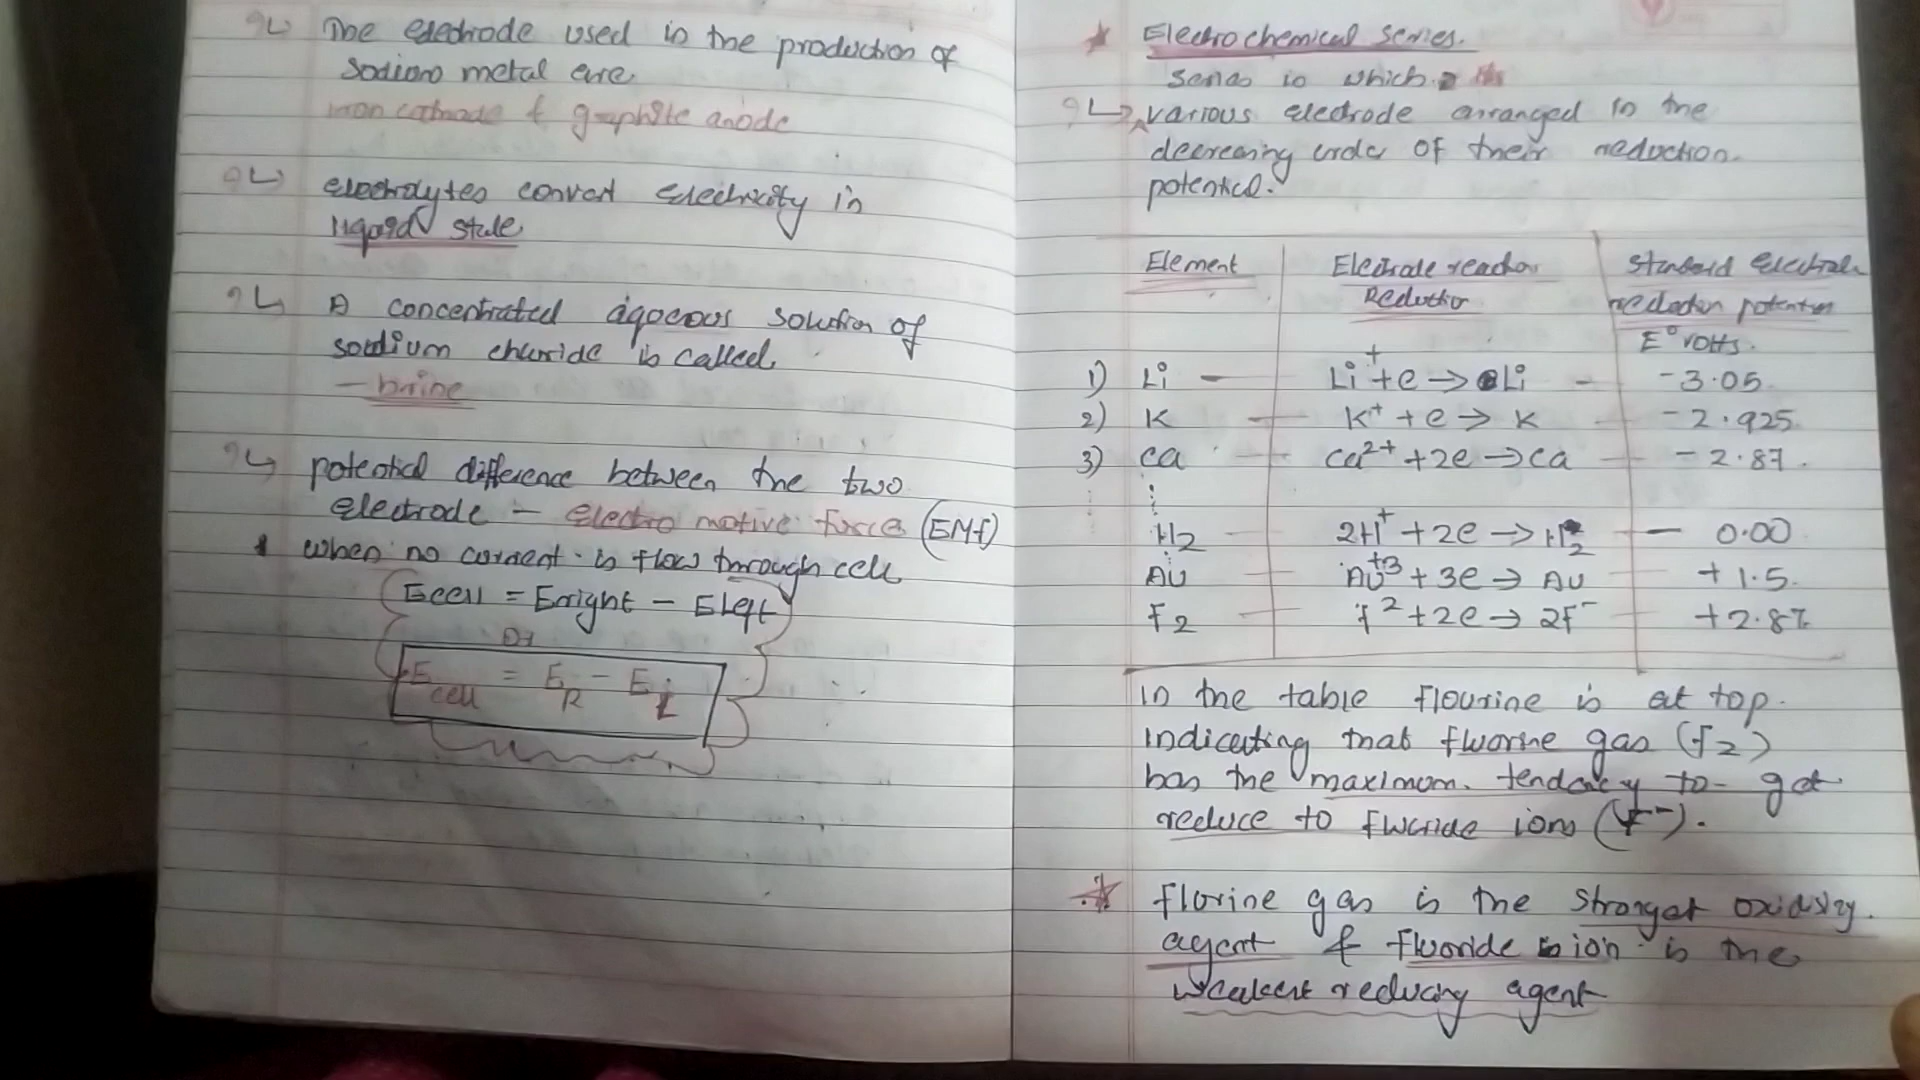 The electrode used in the production of
sodium metal are
iron cathode & graphite anode
electrolytes convert electricity in
liquid state
A concentrated aqueous solution of
sodium chloride is called
— brine
potential difference between the two
electrode — electro motive force (EMf)
when no current is flow through cell
Ecell = Eright − Eleft
Or
Ecell = ER − EL
* Electrochemical series.
series in which
various electrode arranged in the
decreasing order of their reduction
potential.
Element Electrode reaction Standard electrode
Reduction reduction potential
E° volts.
1) Li — Li+ + e → Li — -3.05
2) K — K+ + e → K — -2.925
3) Ca — Ca2+ + 2e → Ca — -2.87
H2 — 2H+ + 2e → H2 — 0.00
Au Au+3 + 3e → Au +1.5
F2 — F2 + 2e → 2F- — +2.87
In the table flourine is at top.
indicating that fluorine gas (F2)
has the maximum tendency to get
reduce to fluoride ions (F-).
* florine gas is the strongest oxidising
agent & fluoride ion is the
weakest reducing agent